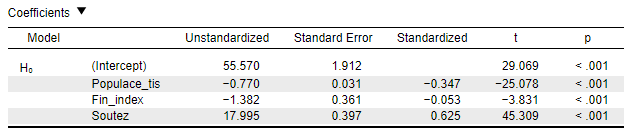 Coefficients ▼
Model Unstandardized Standard Error Standardized t p
H₀ (Intercept) 55.570 1.912 29.069 < .001
Populace_tis −0.770 0.031 −0.347 −25.078 < .001
Fin_index −1.382 0.361 −0.053 −3.831 < .001
Soutez 17.995 0.397 0.625 45.309 < .001